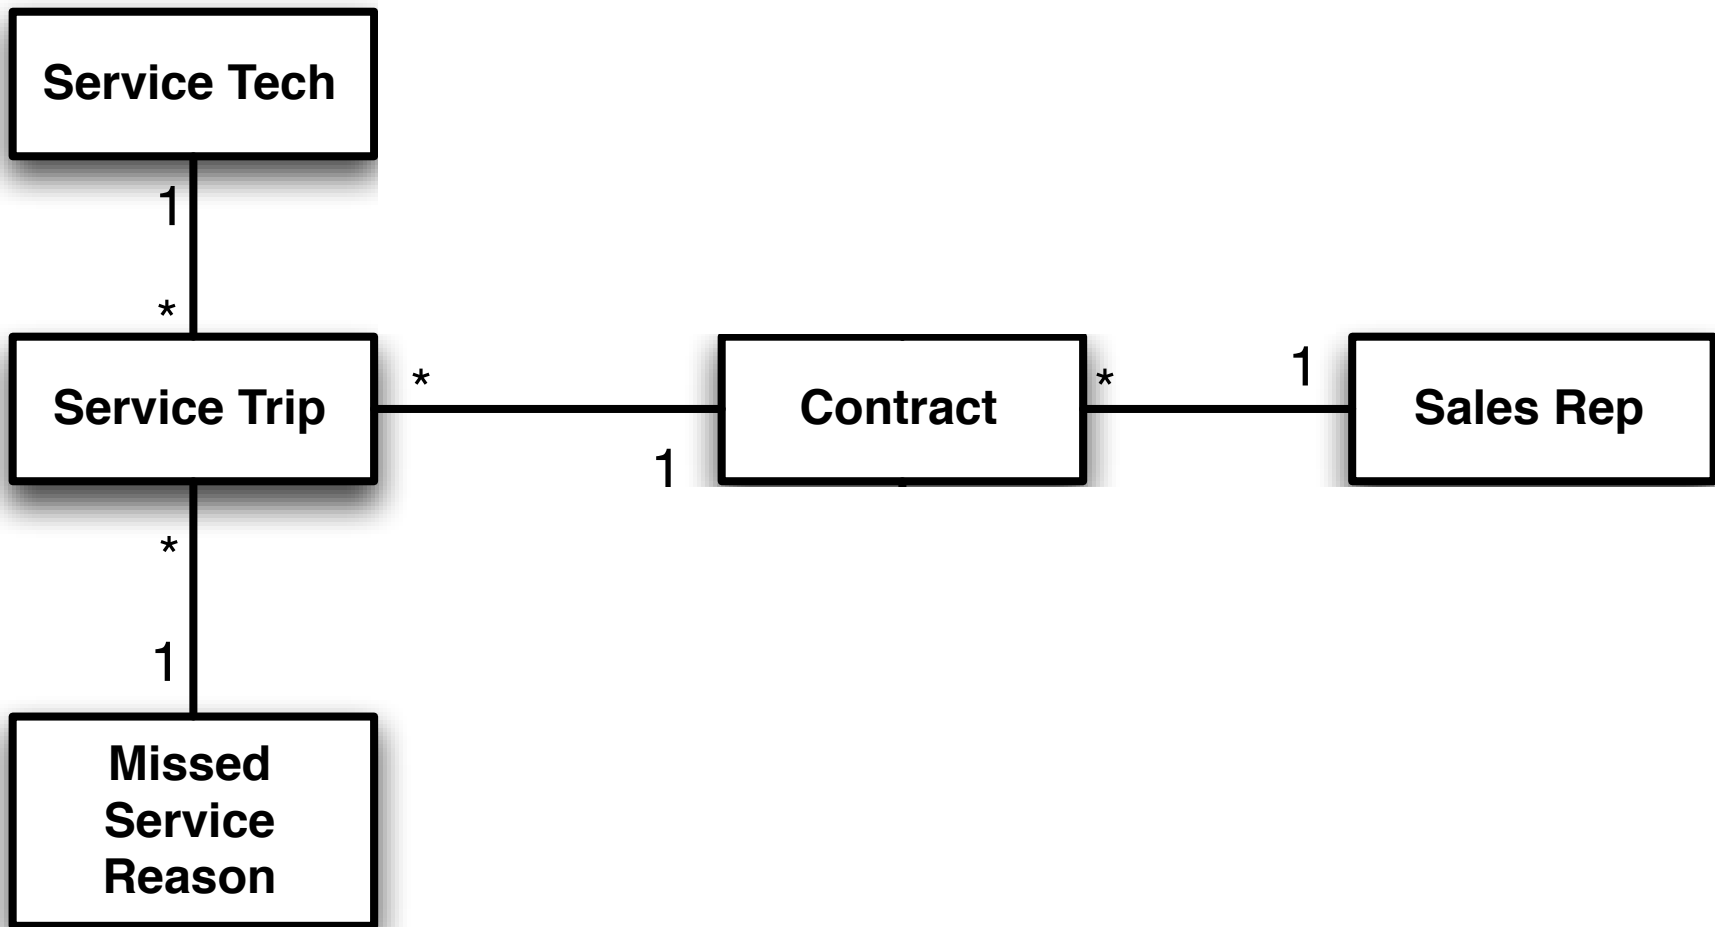 Service Tech
1
*
Service Trip
*
1
Contract
*
1
Sales Rep
*
1
Missed
Service
Reason